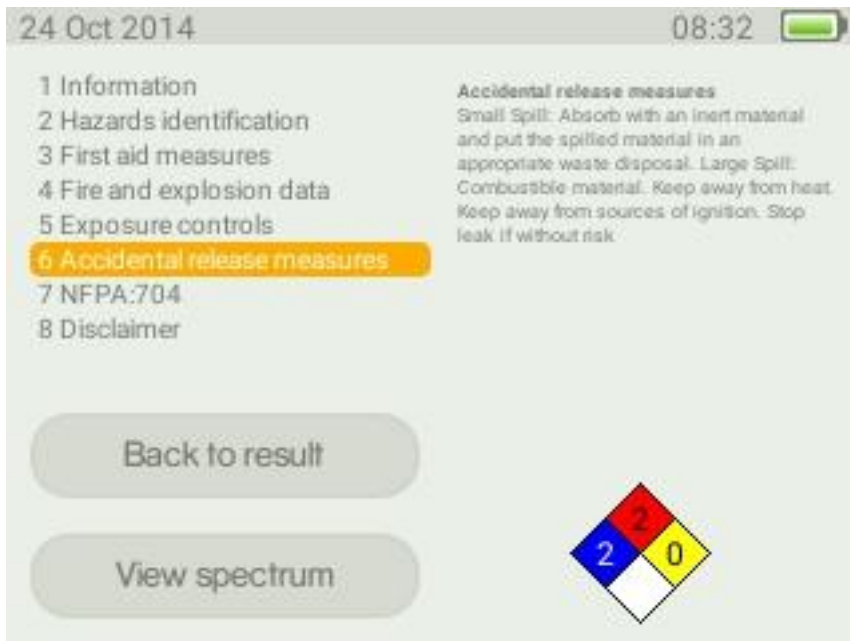 24 Oct 2014
08:32
1 Information
2 Hazards identification
3 First aid measures
4 Fire and explosion data
5 Exposure controls
6 Accidental release measures
7 NFPA:704
8 Disclaimer
Accidental release measures
Small Spill: Absorb with an inert material
and put the spilled material in an
appropriate waste disposal. Large Spill:
Combustible material. Keep away from heat.
Keep away from sources of ignition. Stop
leak if without risk
Back to result
View spectrum
2
2
0